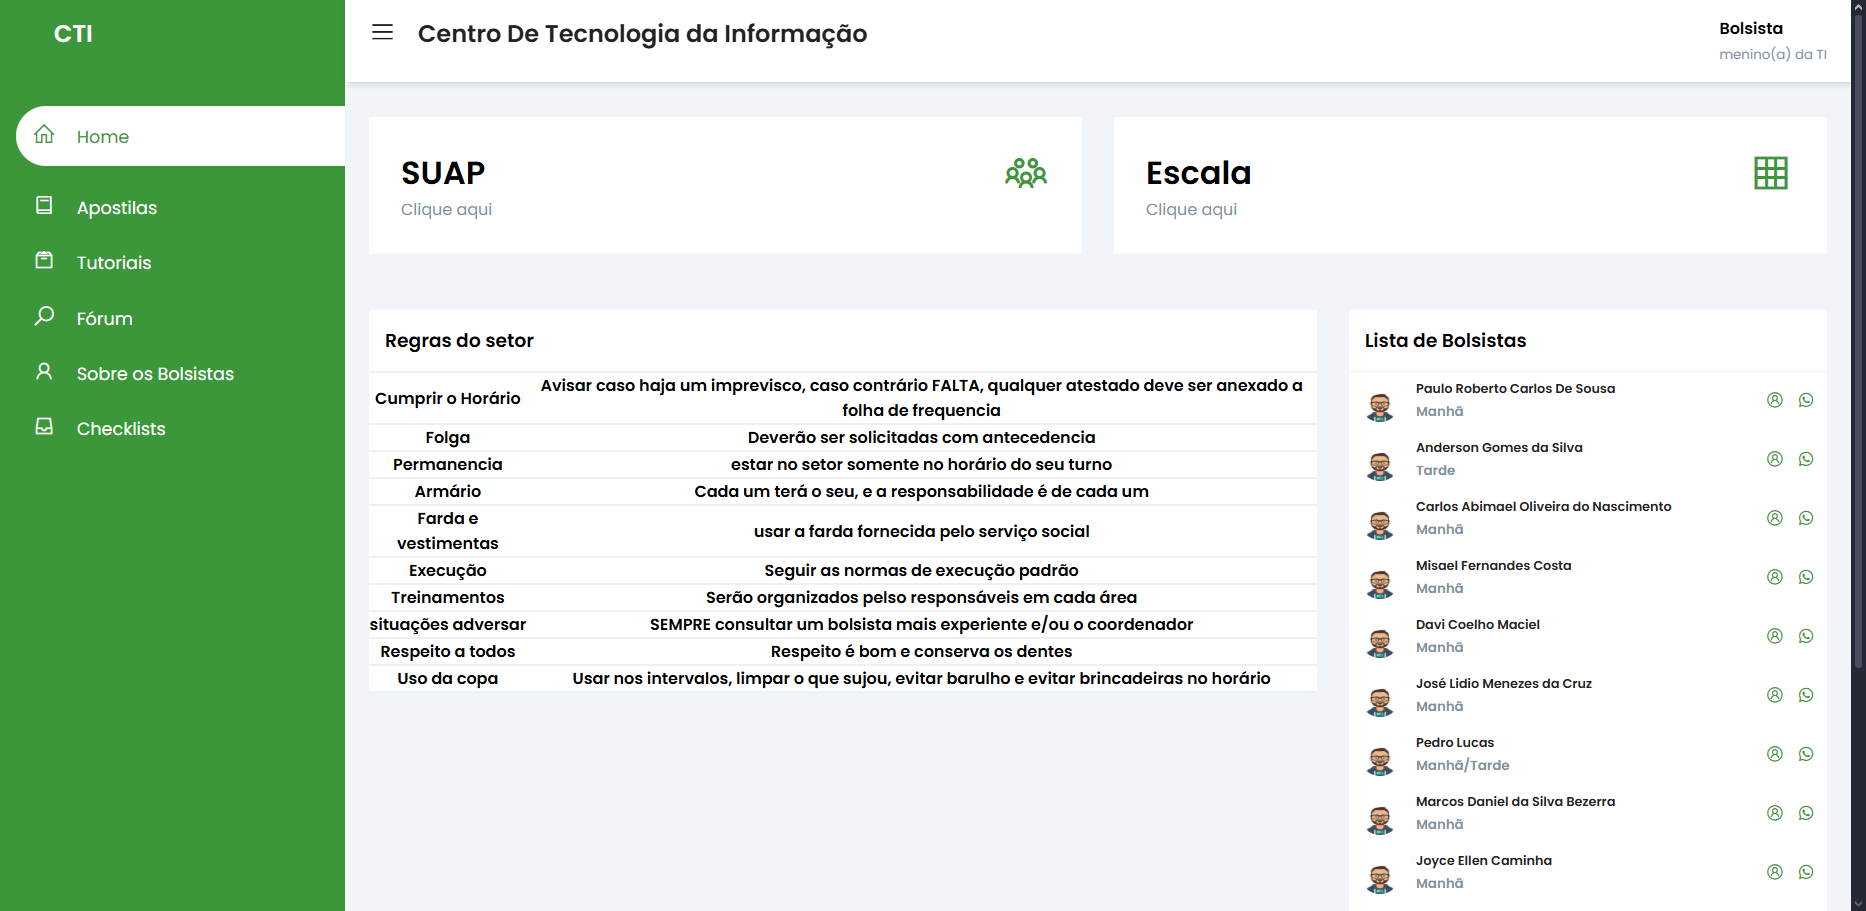 CTI
Home
Apostilas
Tutoriais
Fórum
Sobre os Bolsistas
Checklists
Centro De Tecnologia da Informação
Bolsista
menino(a) da TI
SUAP
Clique aqui
Escala
Clique aqui
Regras do setor
Cumprir o Horário
Avisar caso haja um imprevisco, caso contrário FALTA, qualquer atestado deve ser anexado a
folha de frequencia
Folga
Deverão ser solicitadas com antecedencia
Permanencia
estar no setor somente no horário do seu turno
Armário
Cada um terá o seu, e a responsabilidade é de cada um
Farda e
vestimentas
usar a farda fornecida pelo serviço social
Execução
Seguir as normas de execução padrão
Treinamentos
Serão organizados pelso responsáveis em cada área
situações adversar
SEMPRE consultar um bolsista mais experiente e/ou o coordenador
Respeito a todos
Respeito é bom e conserva os dentes
Uso da copa
Usar nos intervalos, limpar o que sujou, evitar barulho e evitar brincadeiras no horário
Lista de Bolsistas
Paulo Roberto Carlos De Sousa
Manhã
Anderson Gomes da Silva
Tarde
Carlos Abimael Oliveira do Nascimento
Manhã
Misael Fernandes Costa
Manhã
Davi Coelho Maciel
Manhã
José Lidio Menezes da Cruz
Manhã
Pedro Lucas
Manhã/Tarde
Marcos Daniel da Silva Bezerra
Manhã
Joyce Ellen Caminha
Manhã